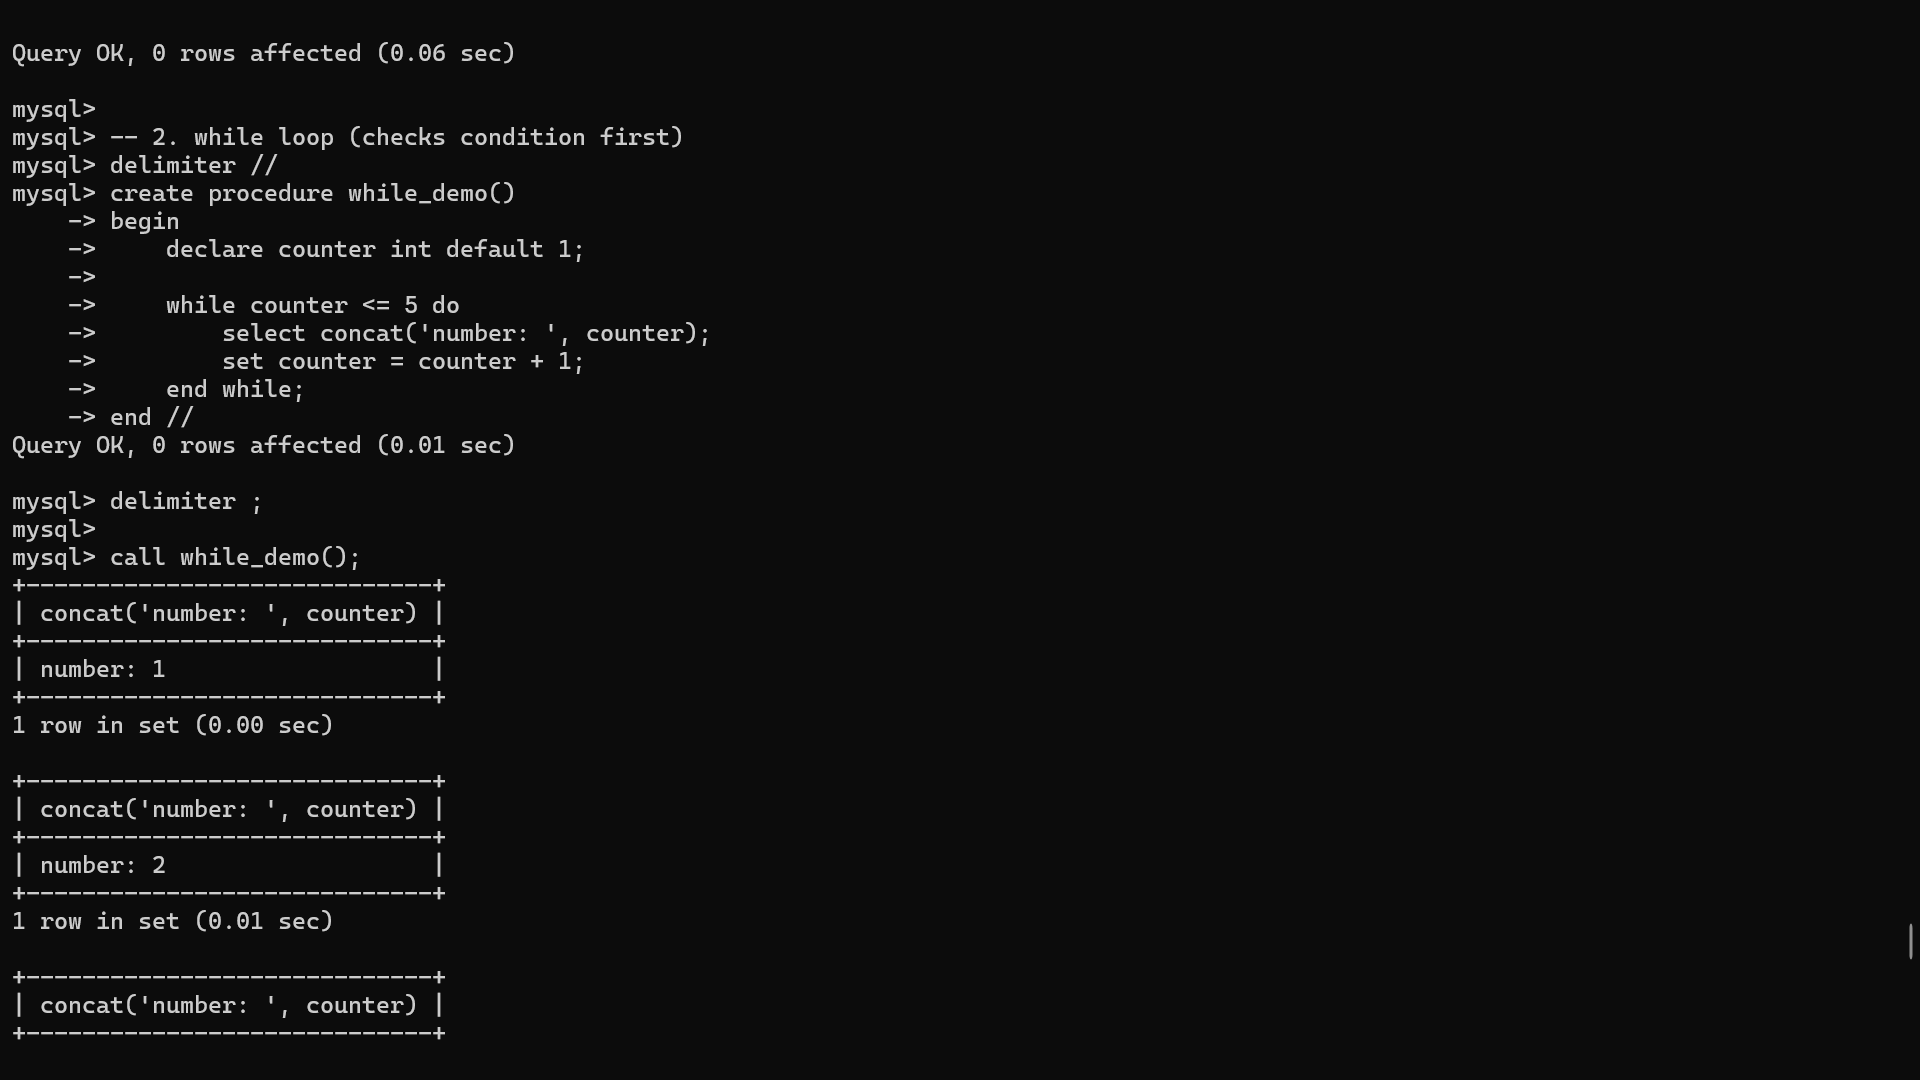 Query OK, 0 rows affected (0.06 sec)

mysql>
mysql> -- 2. while loop (checks condition first)
mysql> delimiter //
mysql> create procedure while_demo()
    -> begin
    ->     declare counter int default 1;
    ->
    ->     while counter <= 5 do
    ->         select concat('number: ', counter);
    ->         set counter = counter + 1;
    ->     end while;
    -> end //
Query OK, 0 rows affected (0.01 sec)

mysql> delimiter ;
mysql>
mysql> call while_demo();
+-----------------------------+
| concat('number: ', counter) |
+-----------------------------+
| number: 1                   |
+-----------------------------+
1 row in set (0.00 sec)

+-----------------------------+
| concat('number: ', counter) |
+-----------------------------+
| number: 2                   |
+-----------------------------+
1 row in set (0.01 sec)

+-----------------------------+
| concat('number: ', counter) |
+-----------------------------+